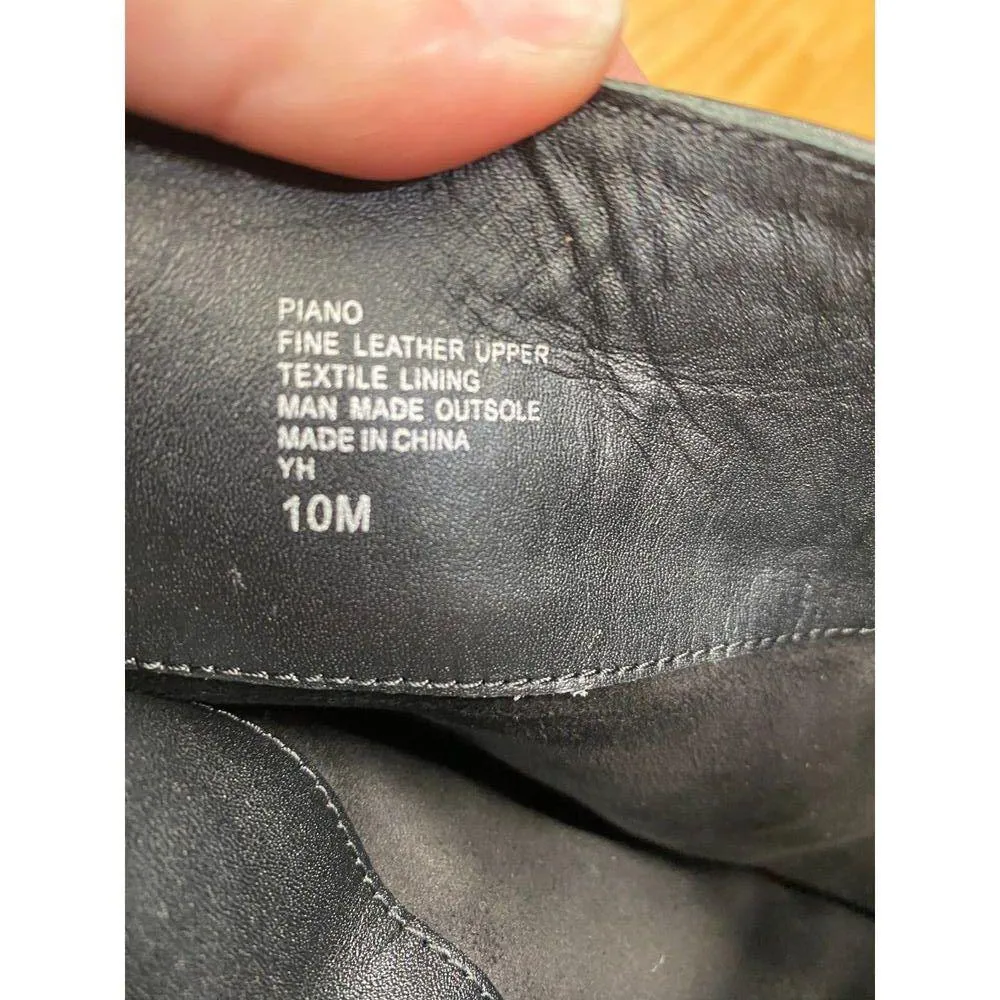 PIANO
FINE LEATHER UPPER
TEXTILE LINING
MAN MADE OUTSOLE
MADE IN CHINA
YH
10M